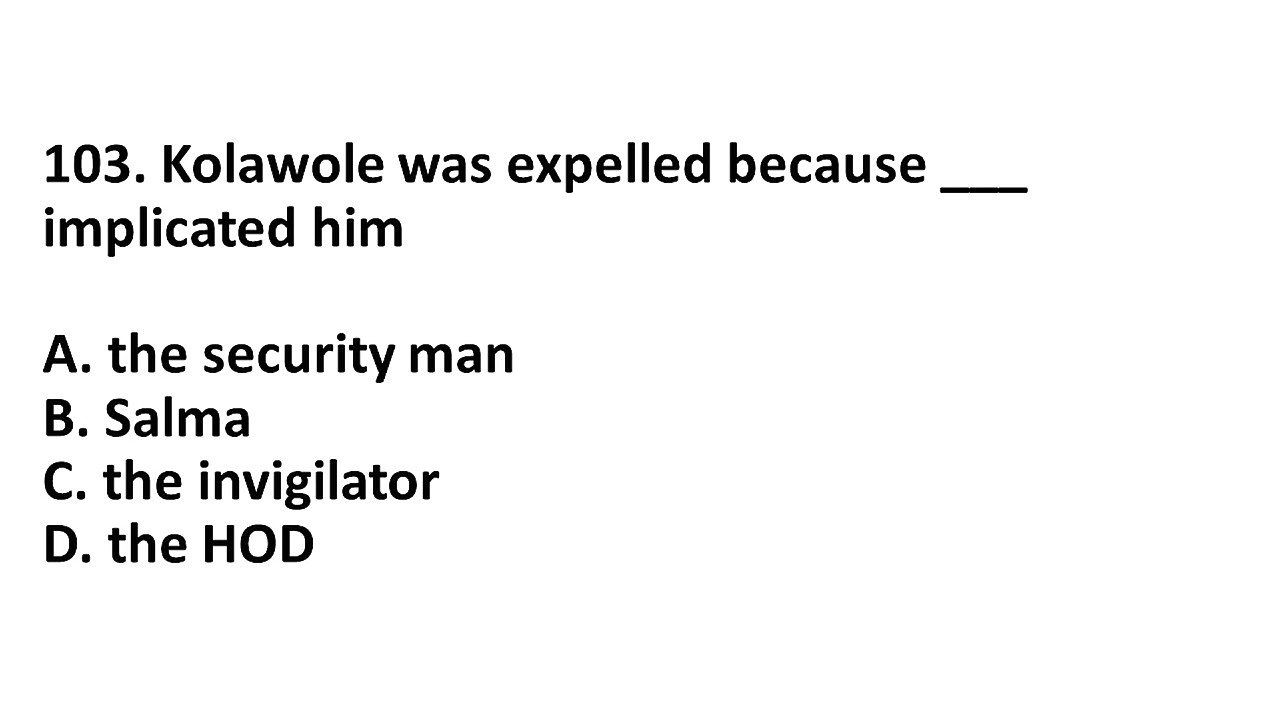 103. Kolawole was expelled because ___
implicated him
A. the security man
B. Salma
C. the invigilator
D. the HOD